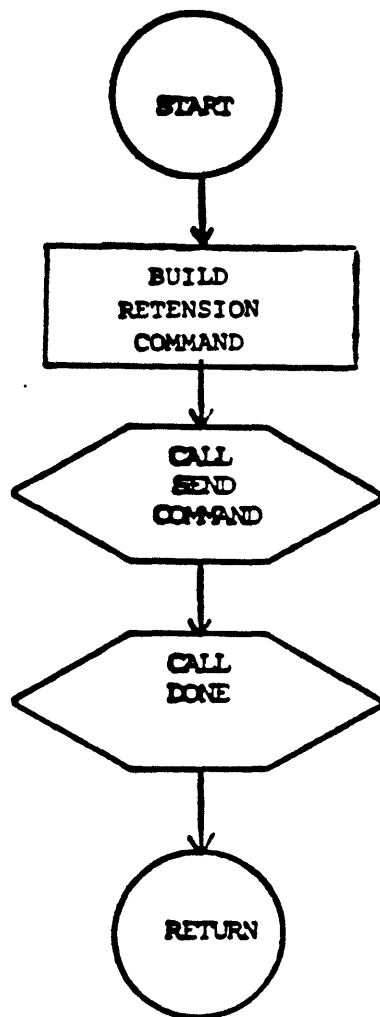 START
BUILD
RETENSION
COMMAND
CALL
SEND
COMMAND
CALL
DONE
RETURN